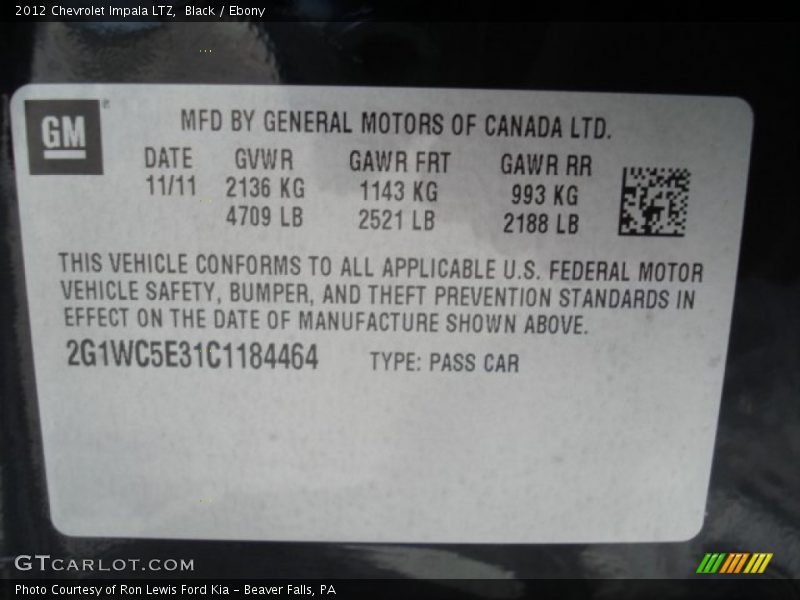 2012 Chevrolet Impala LTZ, Black / Ebony
GM
MFD BY GENERAL MOTORS OF CANADA LTD.
DATE GVWR GAWR FRT GAWR RR
11/11 2136 KG 1143 KG 993 KG
4709 LB 2521 LB 2188 LB
THIS VEHICLE CONFORMS TO ALL APPLICABLE U.S. FEDERAL MOTOR
VEHICLE SAFETY, BUMPER, AND THEFT PREVENTION STANDARDS IN
EFFECT ON THE DATE OF MANUFACTURE SHOWN ABOVE.
2G1WC5E31C1184464 TYPE: PASS CAR
GTCARLOT.COM
Photo Courtesy of Ron Lewis Ford Kia - Beaver Falls, PA